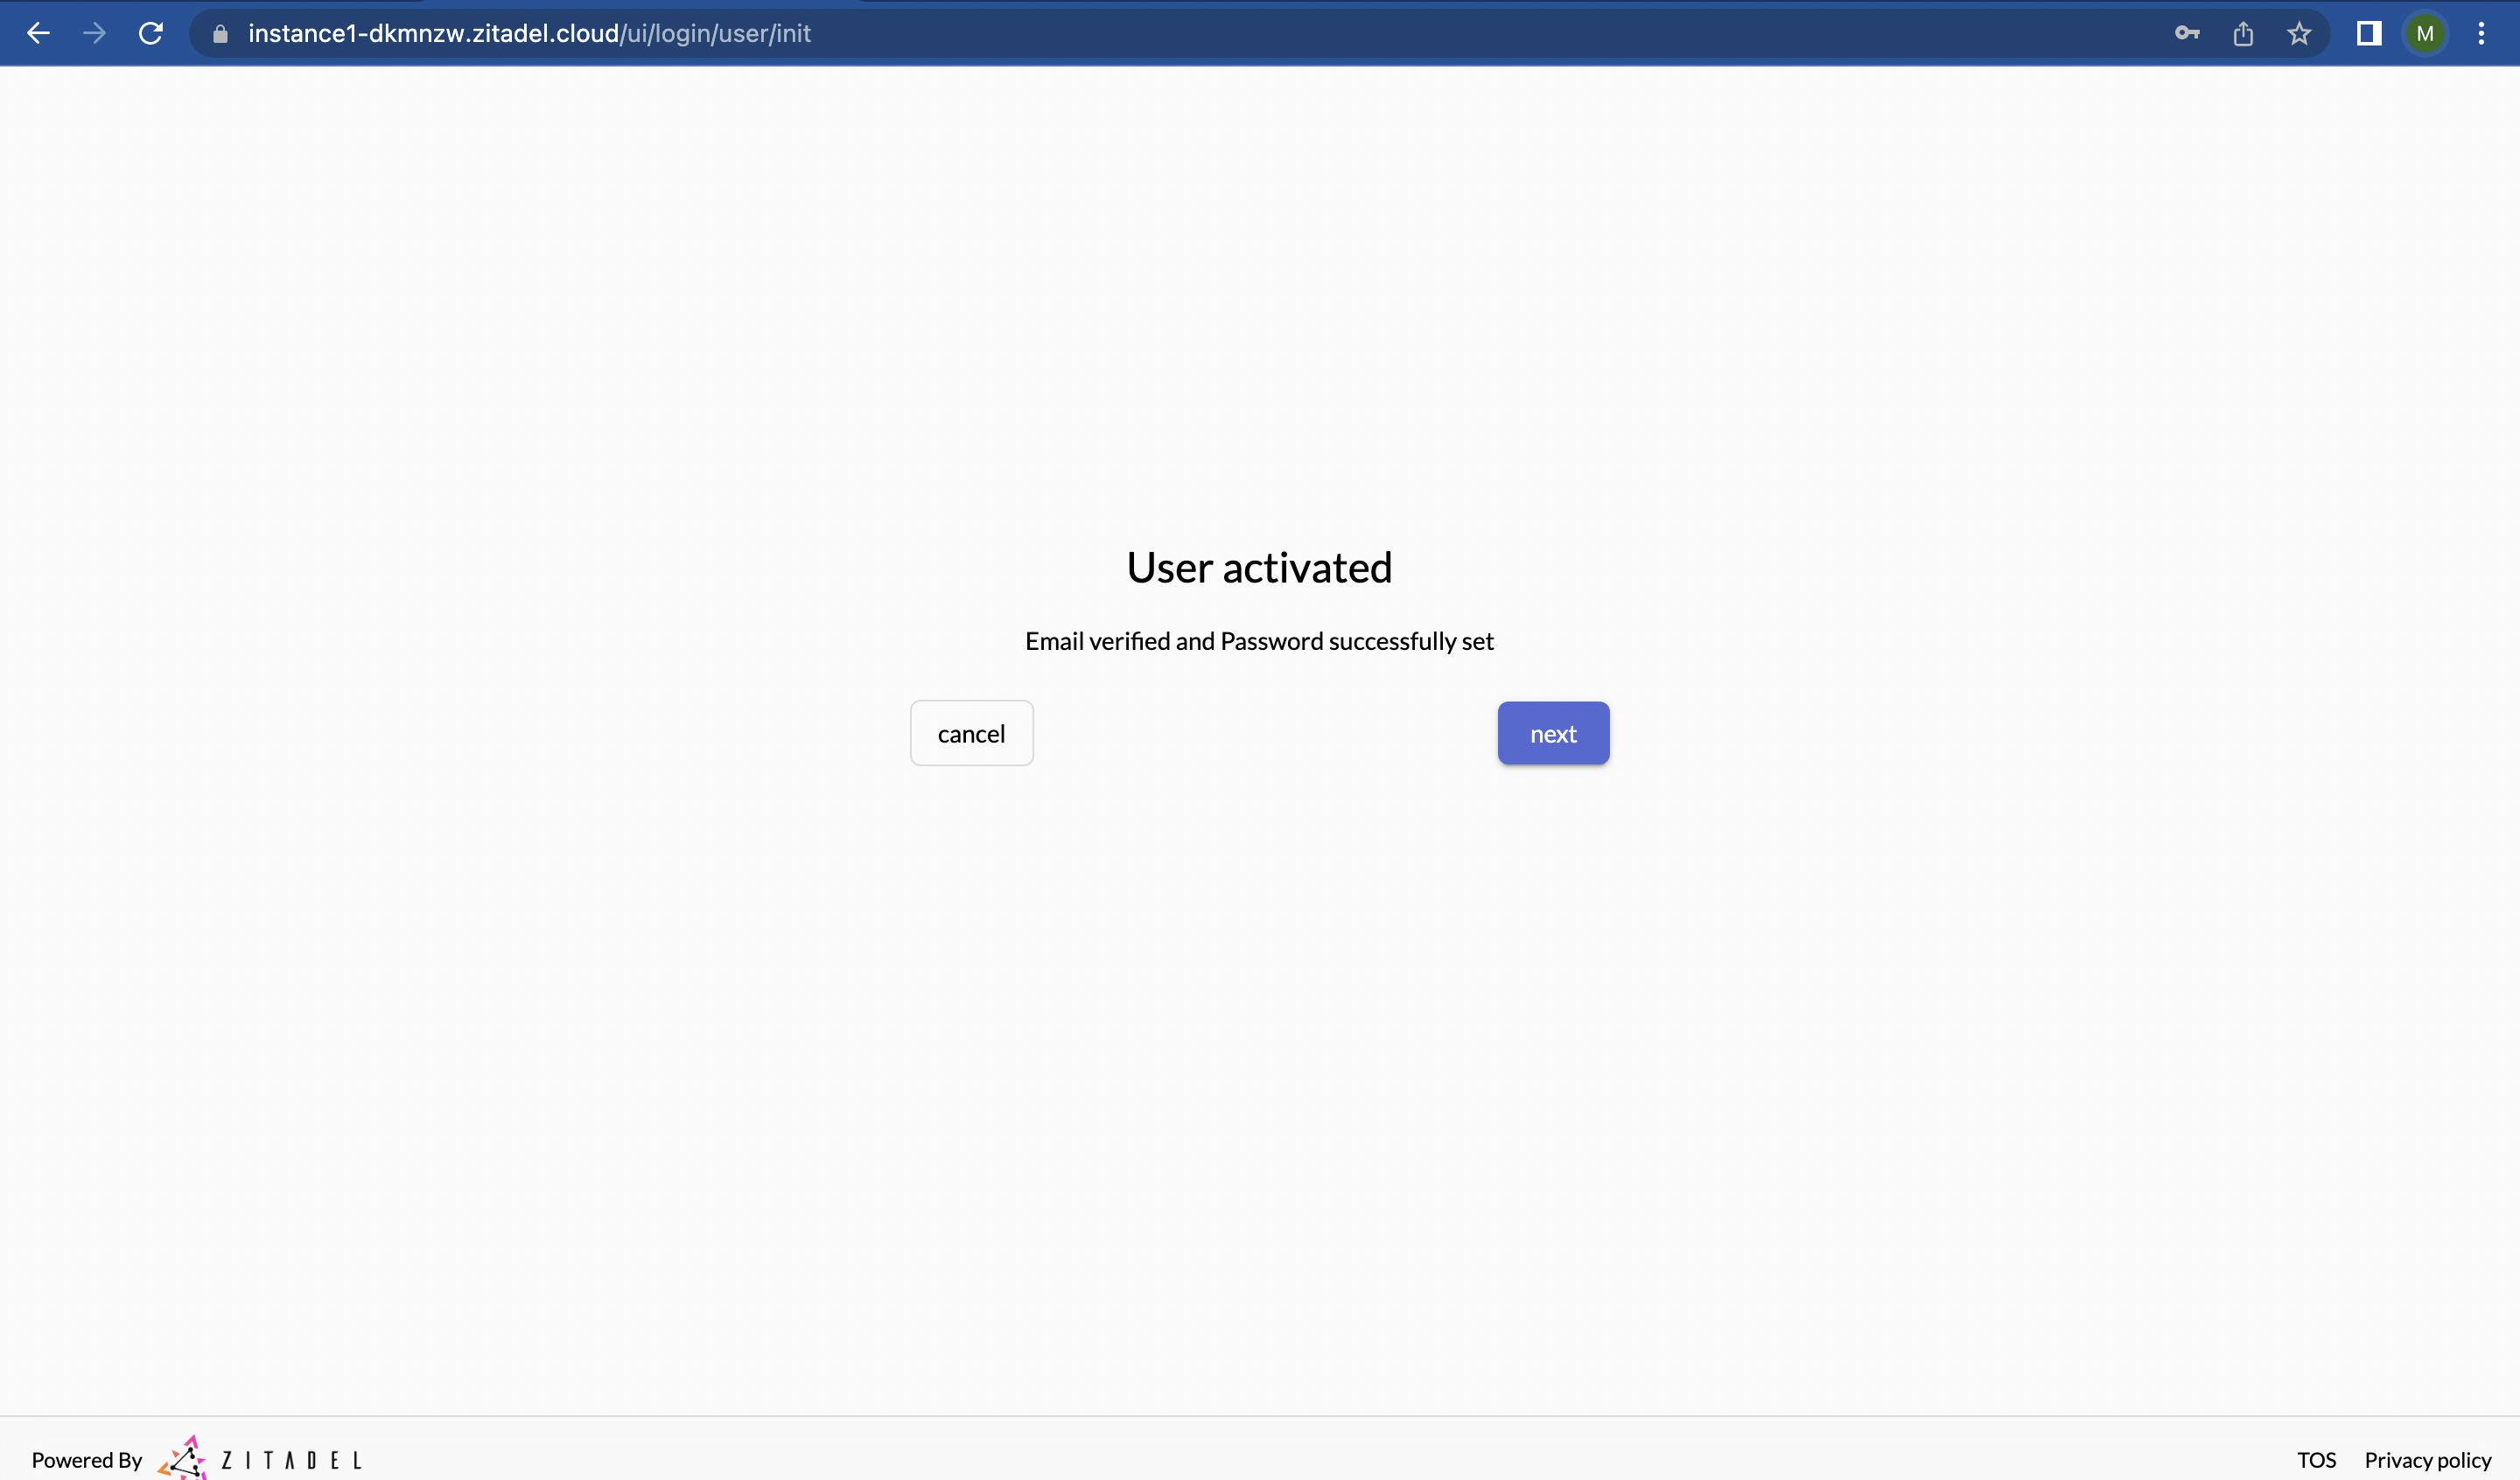 instance1-dkmnzw.zitadel.cloud/ui/login/user/init
M
User activated
Email verified and Password successfully set
cancel
next
Powered By ZITADEL
TOS Privacy policy